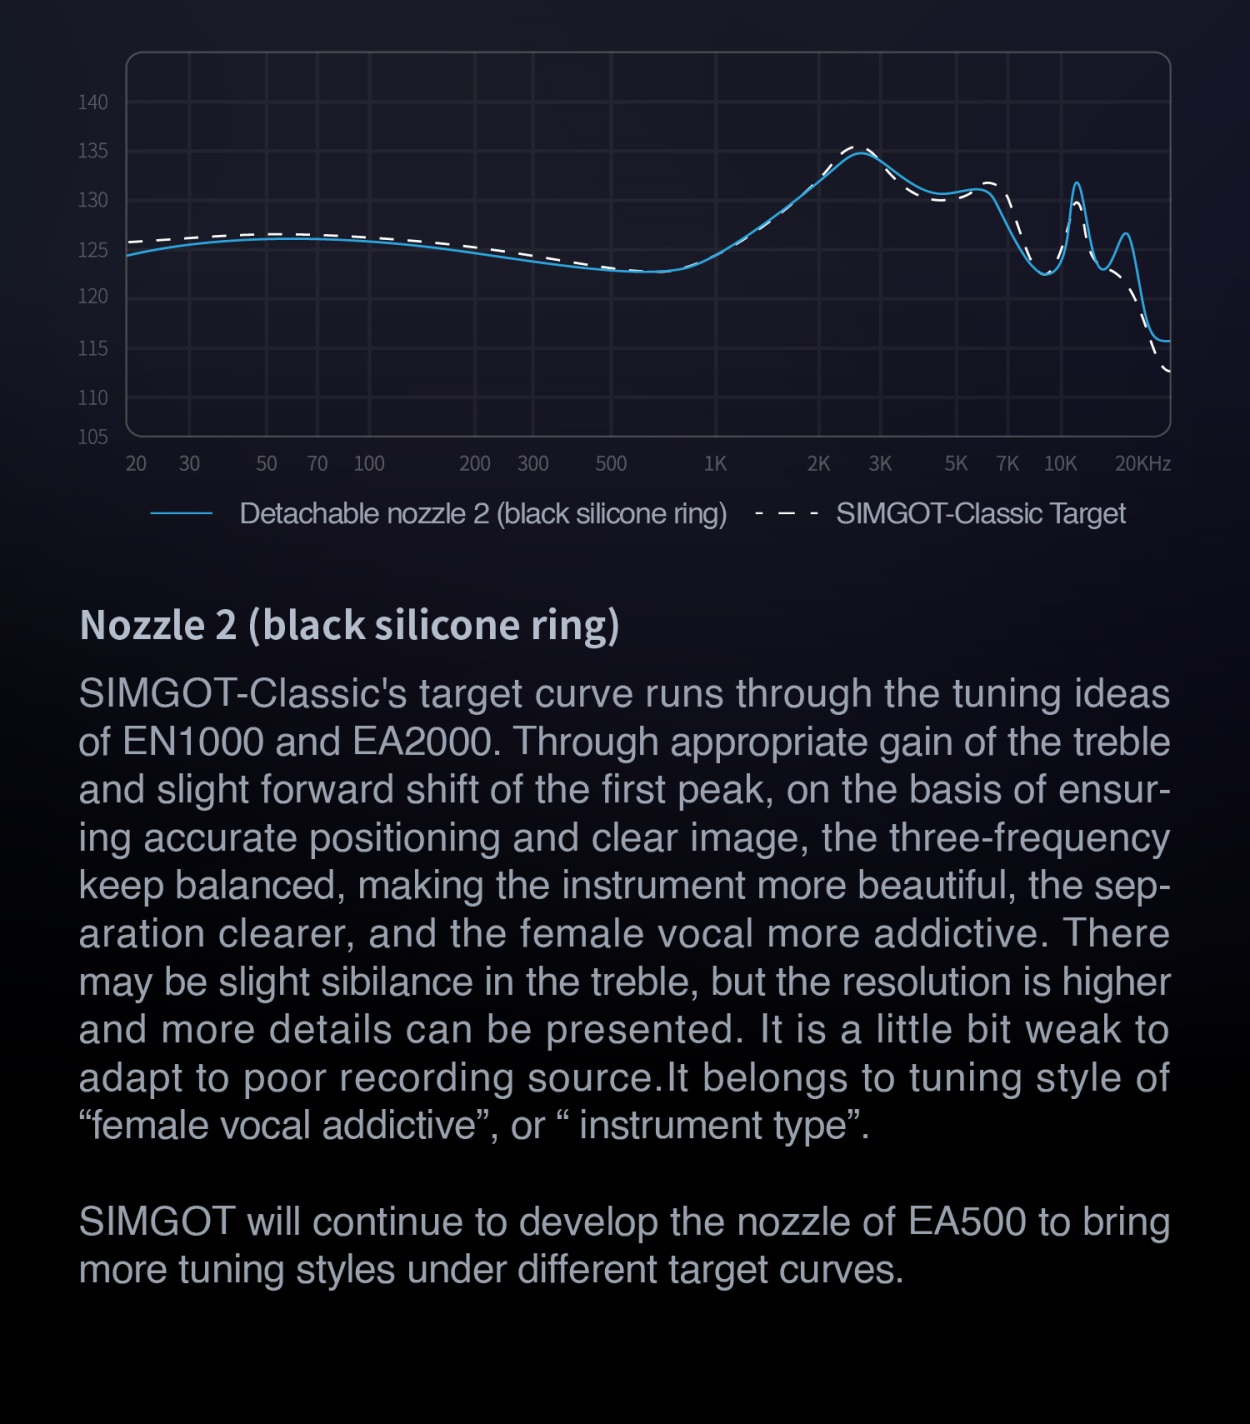 140
135
130
125
120
115
110
105
20 30 50 70 100 200 300 500 1K 2K 3K 5K 7K 10K 20KHz
Detachable nozzle 2 (black silicone ring) SIMGOT-Classic Target
Nozzle 2 (black silicone ring)
SIMGOT-Classic's target curve runs through the tuning ideas
of EN1000 and EA2000. Through appropriate gain of the treble
and slight forward shift of the first peak, on the basis of ensur-
ing accurate positioning and clear image, the three-frequency
keep balanced, making the instrument more beautiful, the sep-
aration clearer, and the female vocal more addictive. There
may be slight sibilance in the treble, but the resolution is higher
and more details can be presented. It is a little bit weak to
adapt to poor recording source.It belongs to tuning style of
“female vocal addictive”, or “ instrument type”.
SIMGOT will continue to develop the nozzle of EA500 to bring
more tuning styles under different target curves.